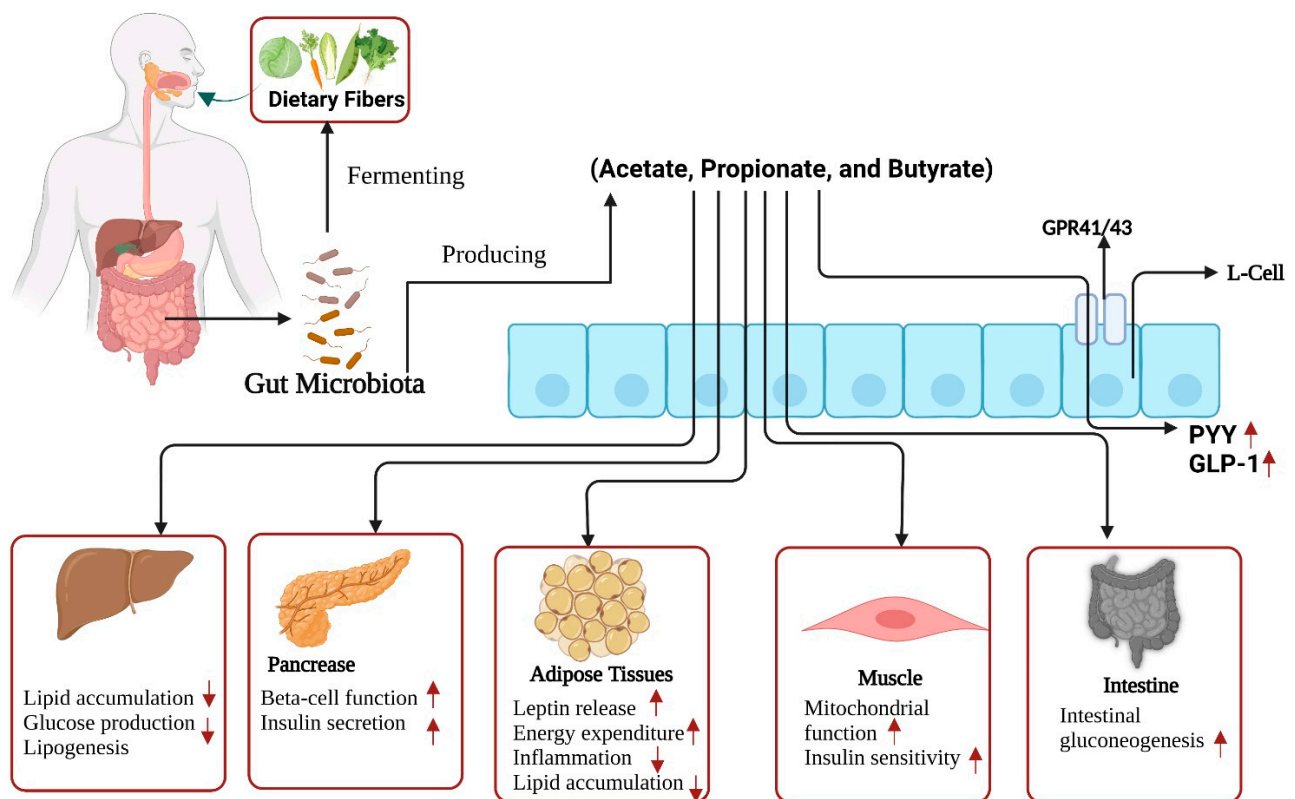 Dietary Fibers
Fermenting
(Acetate, Propionate, and Butyrate)
Producing
GPR41/43
L-Cell
Gut Microbiota
PYY
GLP-1
Lipid accumulation
Glucose production
Lipogenesis
Pancrease
Beta-cell function
Insulin secretion
Adipose Tissues
Leptin release
Energy expenditure
Inflammation
Lipid accumulation
Muscle
Mitochondrial
function
Insulin sensitivity
Intestine
Intestinal
gluconeogenesis